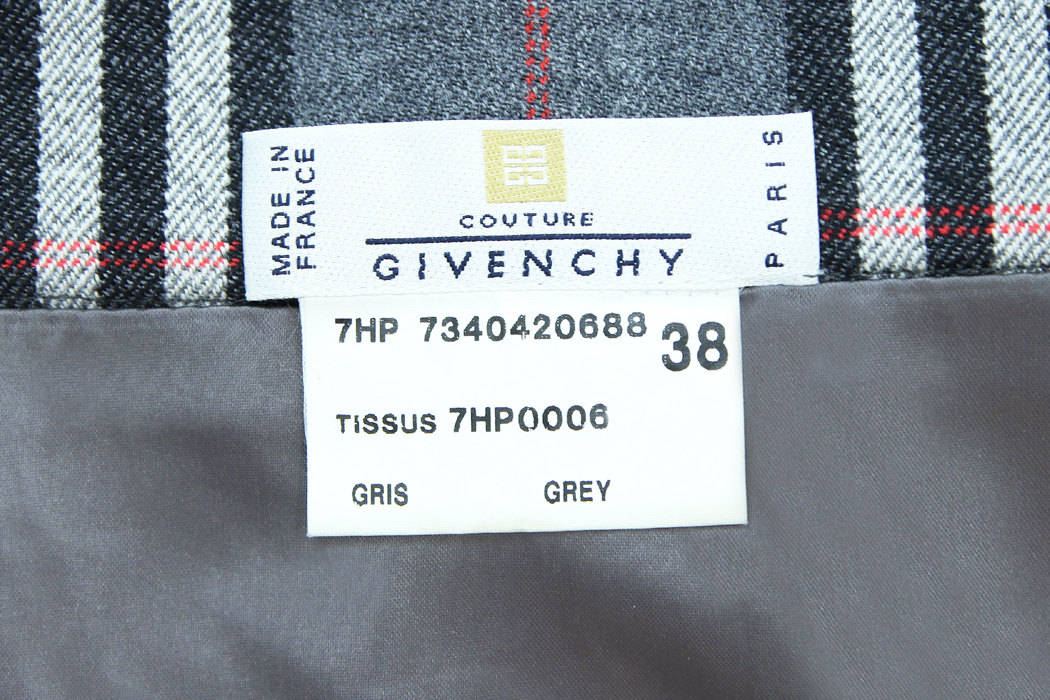 MADE IN
FRANCE
COUTURE
GIVENCHY
PARIS
7HP 7340420688 38
TISSUS 7HP0006
GRIS GREY